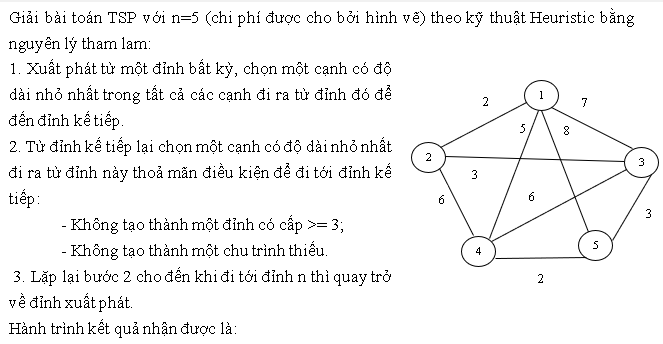 Giải bài toán TSP với n=5 (chi phí được cho bởi hình vẽ) theo kỹ thuật Heuristic bằng
nguyên lý tham lam:
1. Xuất phát từ một đỉnh bất kỳ, chọn một cạnh có độ
dài nhỏ nhất trong tất cả các cạnh đi ra từ đỉnh đó để
đến đỉnh kế tiếp.
2. Từ đỉnh kế tiếp lại chọn một cạnh có độ dài nhỏ nhất
đi ra từ đỉnh này thoả mãn điều kiện để đi tới đỉnh kế
tiếp:
- Không tạo thành một đỉnh có cấp >= 3;
- Không tạo thành một chu trình thiếu.
3. Lặp lại bước 2 cho đến khi đi tới đỉnh n thì quay trở
về đỉnh xuất phát.
Hành trình kết quả nhận được là:
1
2
7
5
8
2
3
3
6
6
3
4
5
2